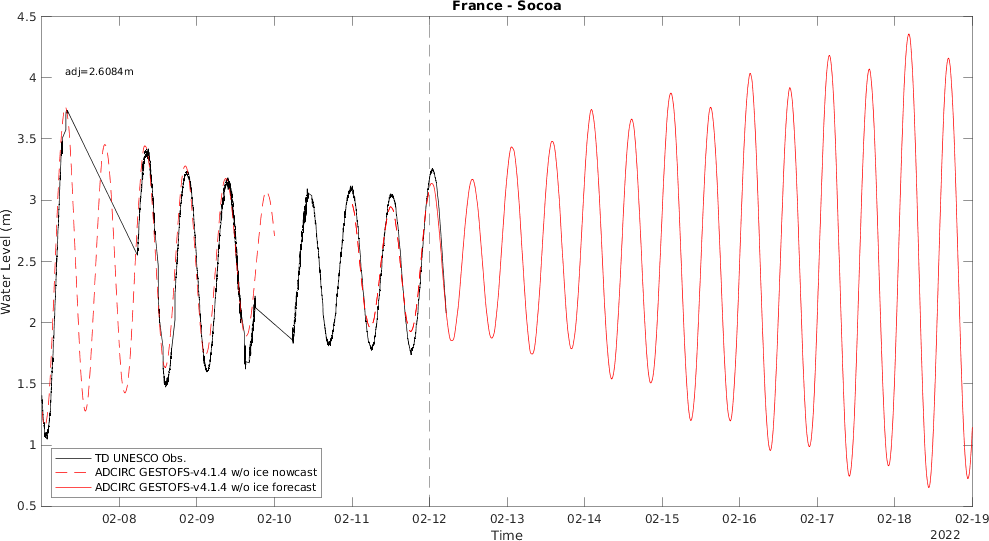 France - Socoa
4.5
4
3.5
3
2.5
2
1.5
1
0.5
Water Level (m)
adj=2.6084m
TD UNESCO Obs.
ADCIRC GESTOFS-v4.1.4 w/o ice nowcast
ADCIRC GESTOFS-v4.1.4 w/o ice forecast
02-08 02-09 02-10 02-11 02-12 02-13 02-14 02-15 02-16 02-17 02-18 02-19
Time
2022